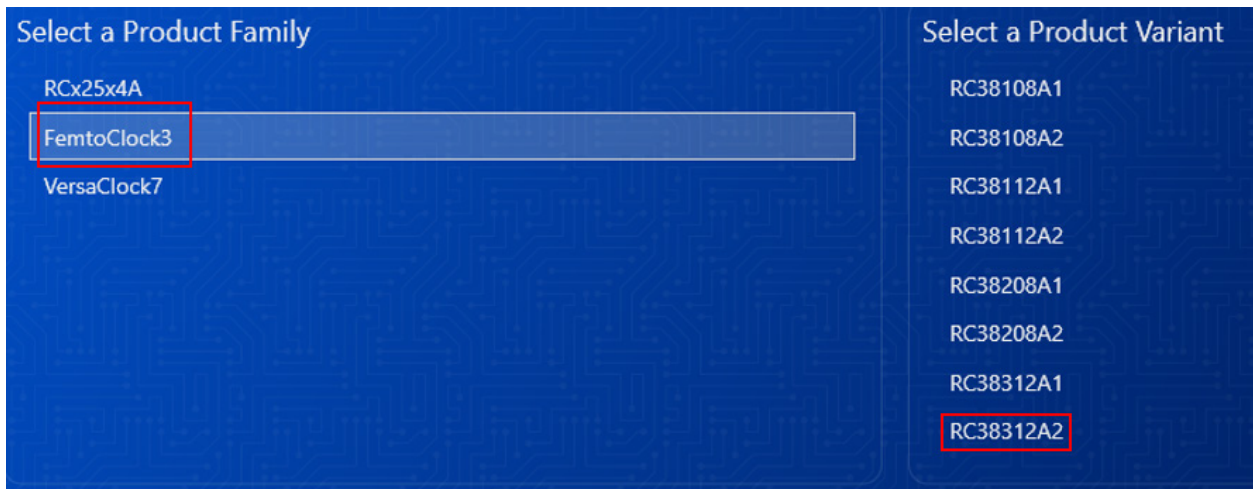 Select a Product Family
RCx25x4A
FemtoClock3
VersaClock7
Select a Product Variant
RC38108A1
RC38108A2
RC38112A1
RC38112A2
RC38208A1
RC38208A2
RC38312A1
RC38312A2